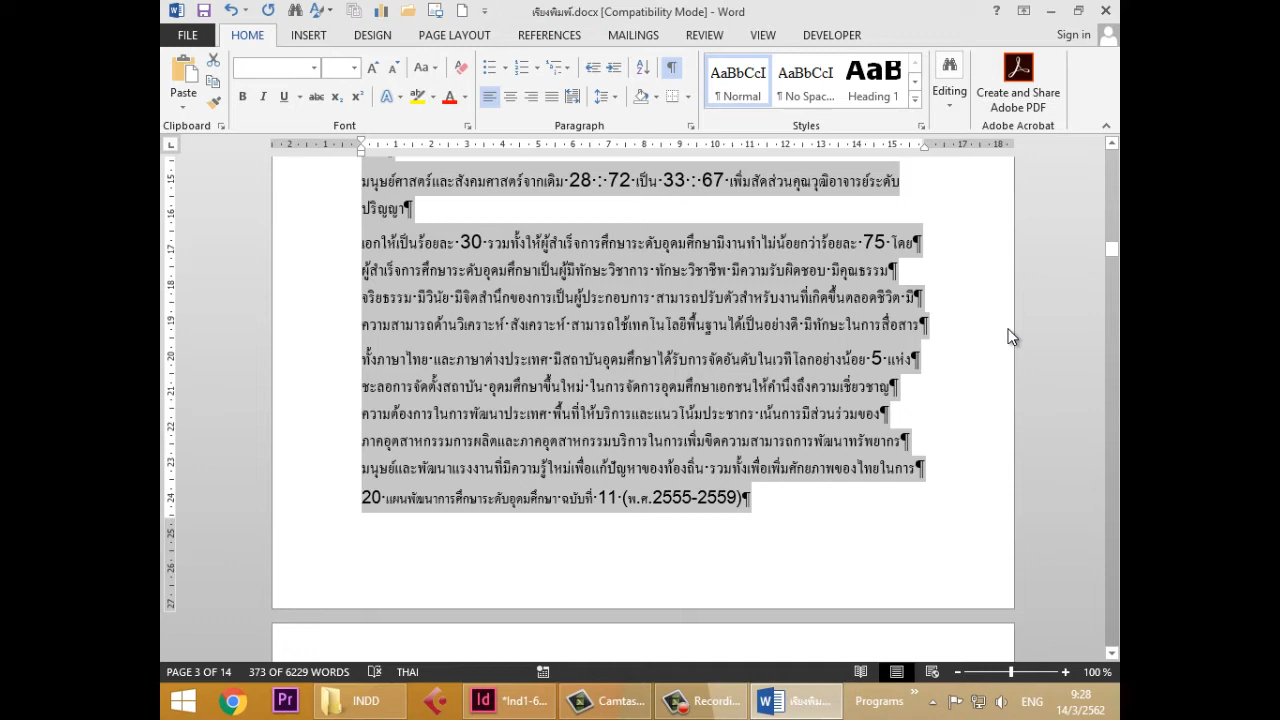 เรียงพิมพ์.docx [Compatibility Mode] - Word
FILE HOME INSERT DESIGN PAGE LAYOUT REFERENCES MAILINGS REVIEW VIEW DEVELOPER Sign in
Paste
Clipboard
Font
Paragraph
AaBbCcI AaBbCcI AaB
¶ Normal ¶ No Spac... Heading 1
Styles
Editing
Create and Share
Adobe PDF
Adobe Acrobat
2 1 1 2 3 4 5 6 7 8 9 10 11 12 13 14 15 17 18
มนุษย์ศาสตร์และสังคมศาสตร์จากเดิม·28·:·72·เป็น·33·:·67·เพิ่มสัดส่วนคุณวุฒิอาจารย์ระดับ
ปริญญา¶
เอกให้เป็นร้อยละ·30·รวมทั้งให้ผู้สำเร็จการศึกษาระดับอุดมศึกษามีงานทำไม่น้อยกว่าร้อยละ·75·โดย¶
ผู้สำเร็จการศึกษาระดับอุดมศึกษาเป็นผู้มีทักษะวิชาการ·ทักษะวิชาชีพ·มีความรับผิดชอบ·มีคุณธรรม¶
จริยธรรม·มีวินัย·มีจิตสำนึกของการเป็นผู้ประกอบการ·สามารถปรับตัวสำหรับงานที่เกิดขึ้นตลอดชีวิต·มี¶
ความสามารถด้านวิเคราะห์·สังเคราะห์·สามารถใช้เทคโนโลยีพื้นฐานได้เป็นอย่างดี·มีทักษะในการสื่อสาร¶
ทั้งภาษาไทย·และภาษาต่างประเทศ·มีสถาบันอุดมศึกษาได้รับการจัดอันดับในเวทีโลกอย่างน้อย·5·แห่ง¶
ชะลอการจัดตั้งสถาบัน·อุดมศึกษาขึ้นใหม่·ในการจัดการอุดมศึกษาเอกชนให้คำนึงถึงความเชี่ยวชาญ¶
ความต้องการในการพัฒนาประเทศ·พื้นที่ให้บริการและแนวโน้มประชากร·เน้นการมีส่วนร่วมของ¶
ภาคอุตสาหกรรมการผลิตและภาคอุตสาหกรรมบริการในการเพิ่มขีดความสามารถการพัฒนาทรัพยากร¶
มนุษย์และพัฒนาแรงงานที่มีความรู้ใหม่เพื่อแก้ปัญหาของท้องถิ่น·รวมทั้งเพื่อเพิ่มศักยภาพของไทยในการ¶
20·แผนพัฒนาการศึกษาระดับอุดมศึกษา·ฉบับที่·11·(พ.ศ.2555-2559)¶
PAGE 3 OF 14 373 OF 6229 WORDS THAI 100 %
INDD *Ind1-6... Camtas... Recordi... เรียงพิม... Programs ENG 9:28
14/3/2562